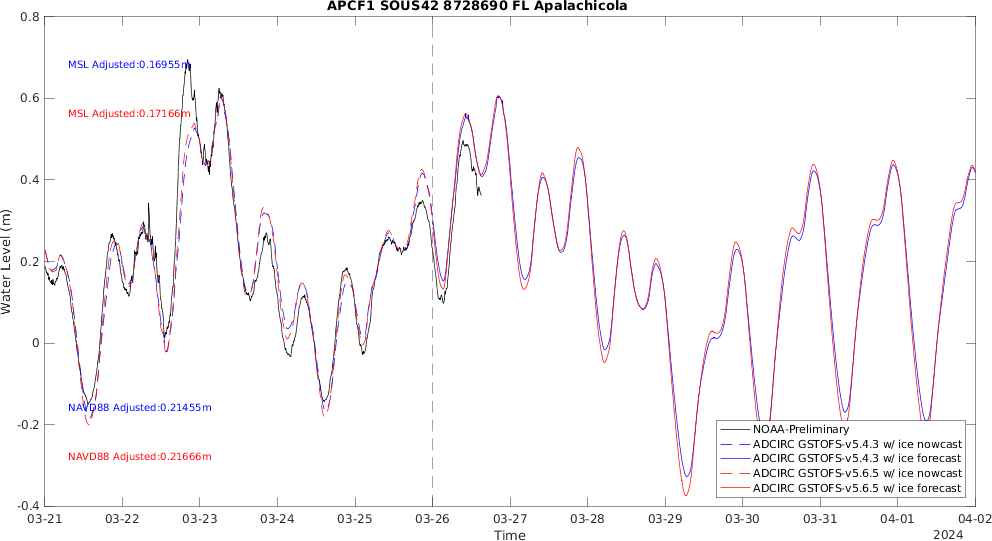 APCF1 SOUS42 8728690 FL Apalachicola
0.8
0.6
0.4
0.2
0
-0.2
-0.4
Water Level (m)
MSL Adjusted:0.16955m
MSL Adjusted:0.17166m
NAVD88 Adjusted:0.21455m
NAVD88 Adjusted:0.21666m
NOAA-Preliminary
ADCIRC GSTOFS-v5.4.3 w/ ice nowcast
ADCIRC GSTOFS-v5.4.3 w/ ice forecast
ADCIRC GSTOFS-v5.6.5 w/ ice nowcast
ADCIRC GSTOFS-v5.6.5 w/ ice forecast
03-21 03-22 03-23 03-24 03-25 03-26 03-27 03-28 03-29 03-30 03-31 04-01 04-02
Time
2024